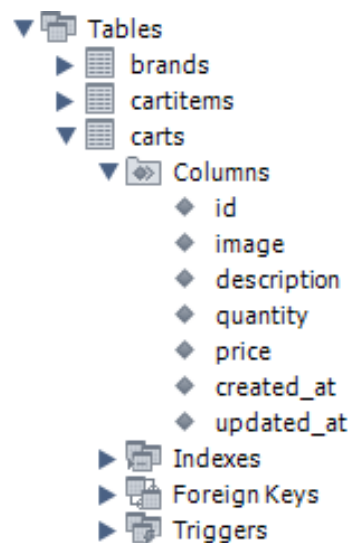 Tables
brands
cartitems
carts
Columns
id
image
description
quantity
price
created_at
updated_at
Indexes
Foreign Keys
Triggers